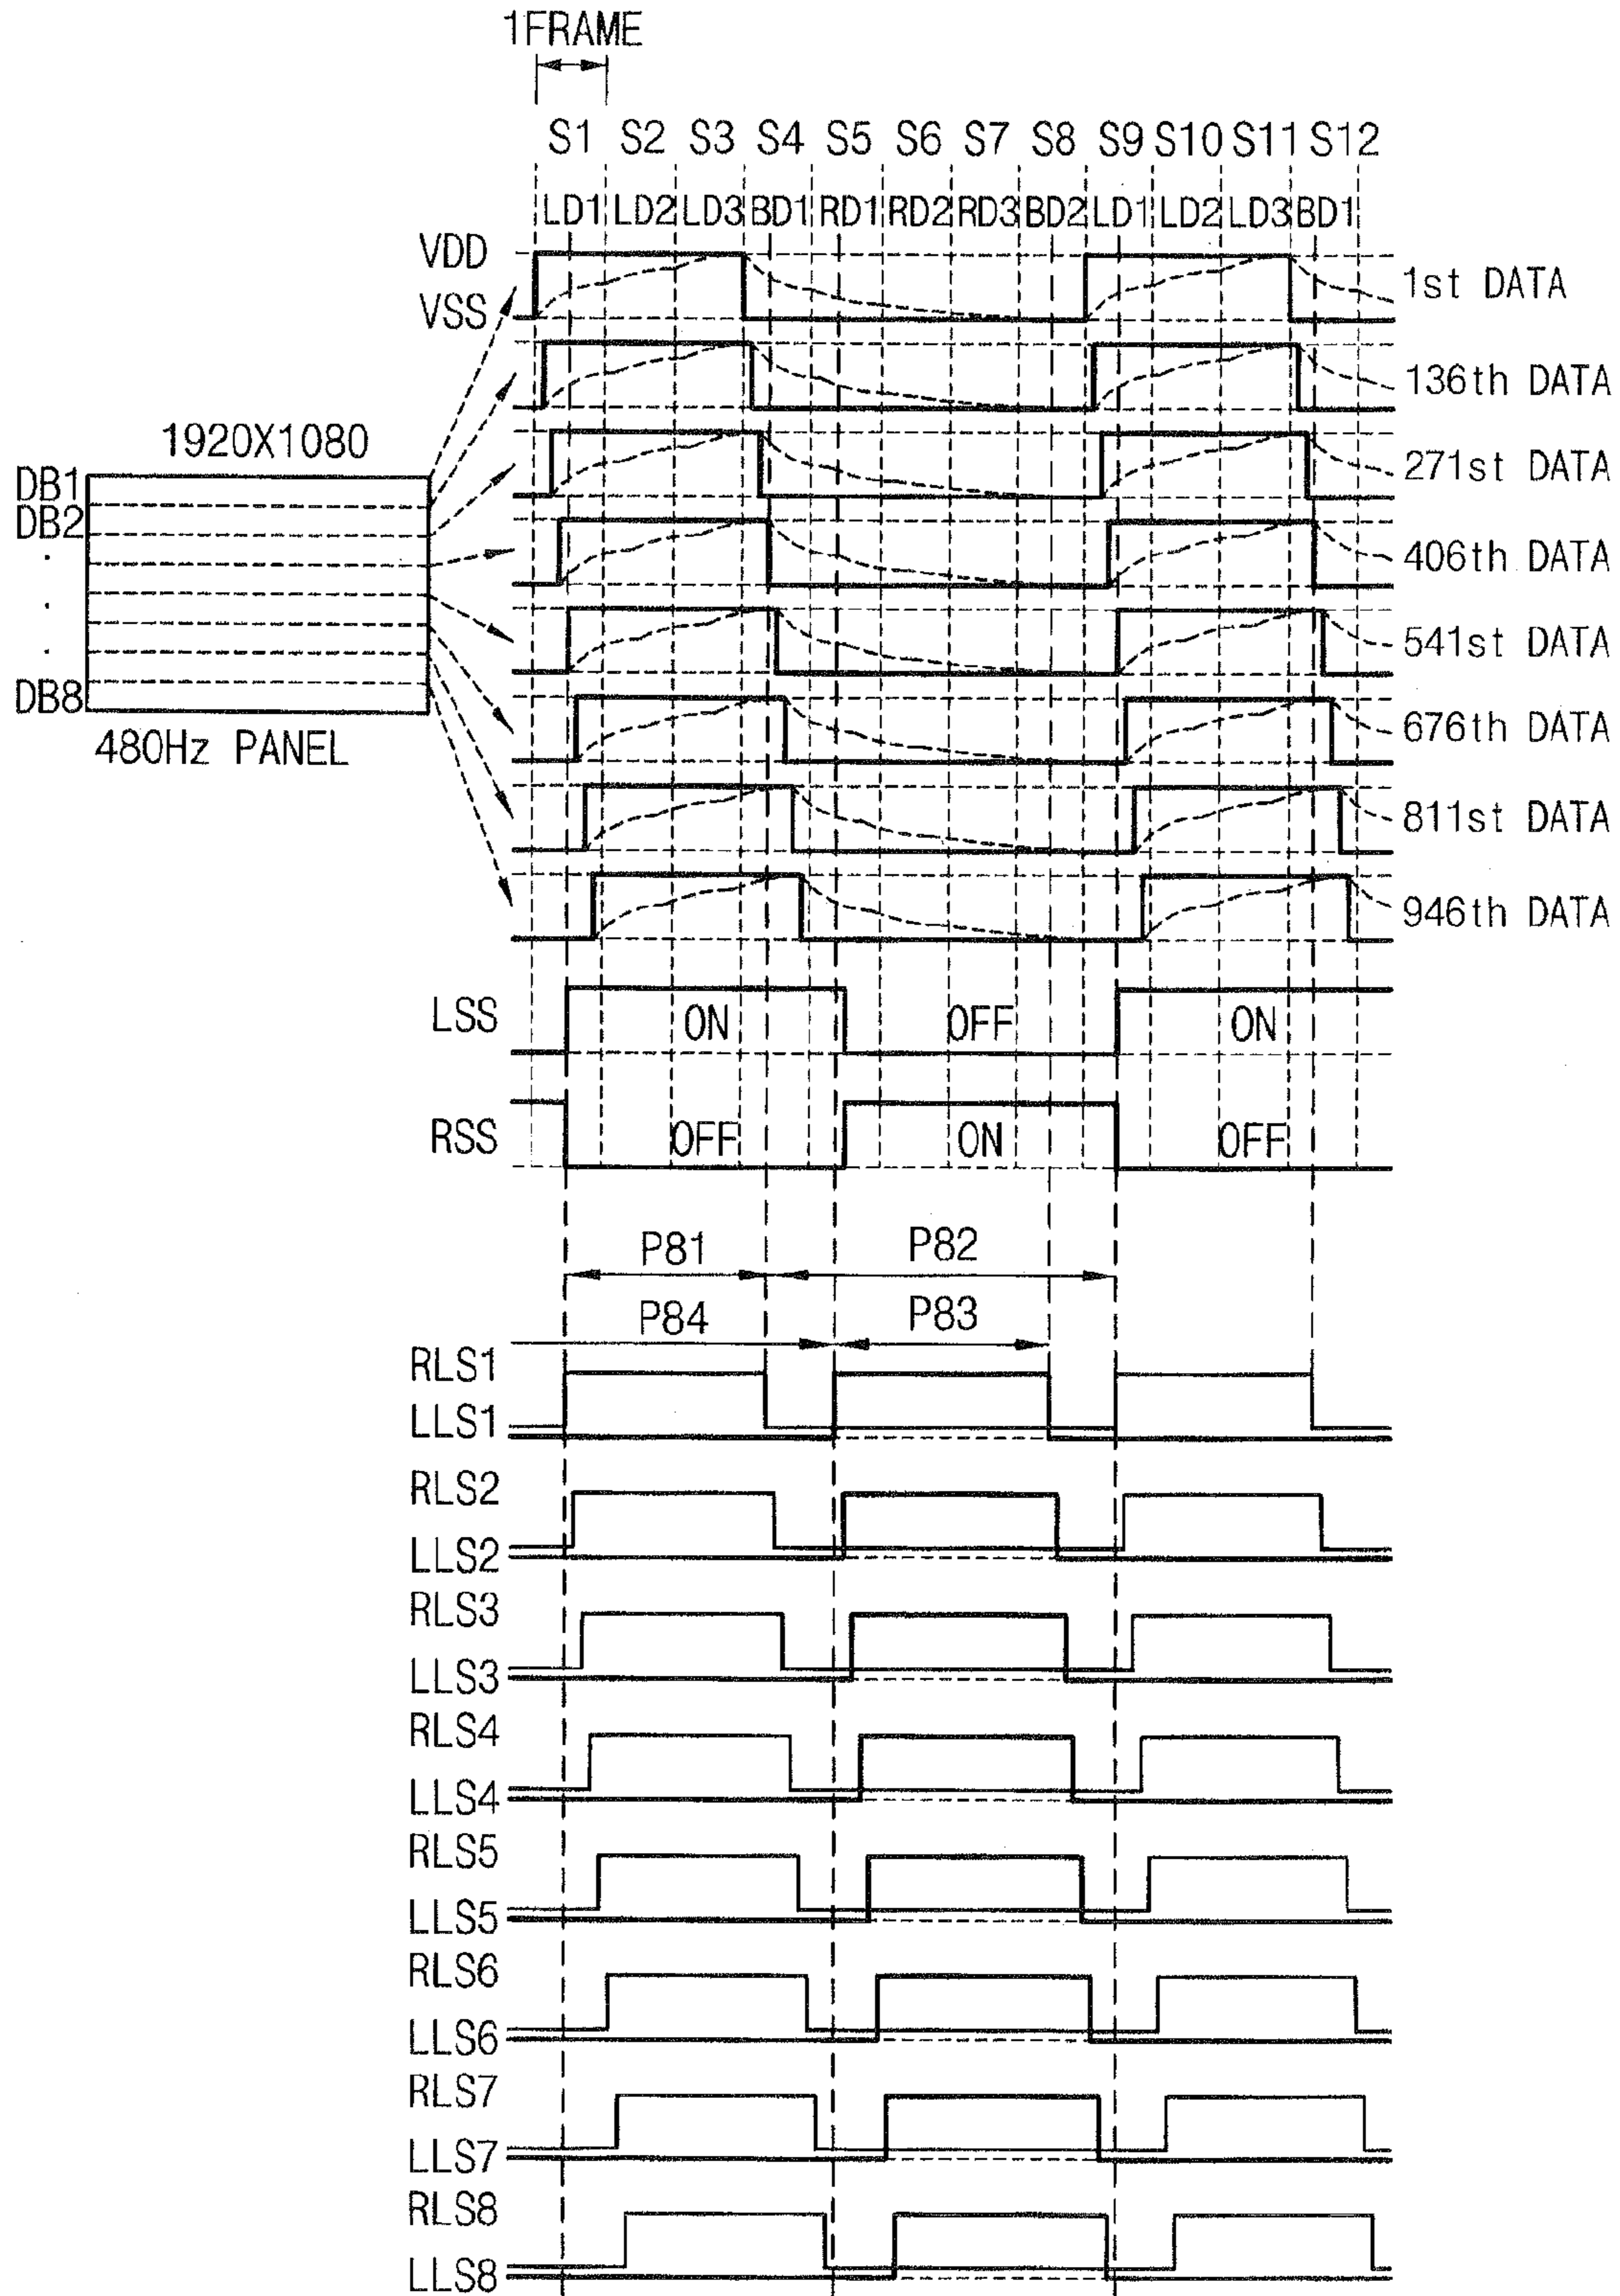 1FRAME
S1 S2 S3 S4 S5 S6 S7 S8 S9 S10 S11 S12
LD1 LD2 LD3 BD1 RD1 RD2 RD3 BD2 LD1 LD2 LD3 BD1
VDD
VSS
1st DATA
136th DATA
271st DATA
406th DATA
541st DATA
676th DATA
811st DATA
946th DATA
1920X1080
DB1
DB2
.
.
.
DB8
480Hz PANEL
LSS ON OFF ON
RSS OFF ON OFF
P81 P82
P84 P83
RLS1
LLS1
RLS2
LLS2
RLS3
LLS3
RLS4
LLS4
RLS5
LLS5
RLS6
LLS6
RLS7
LLS7
RLS8
LLS8